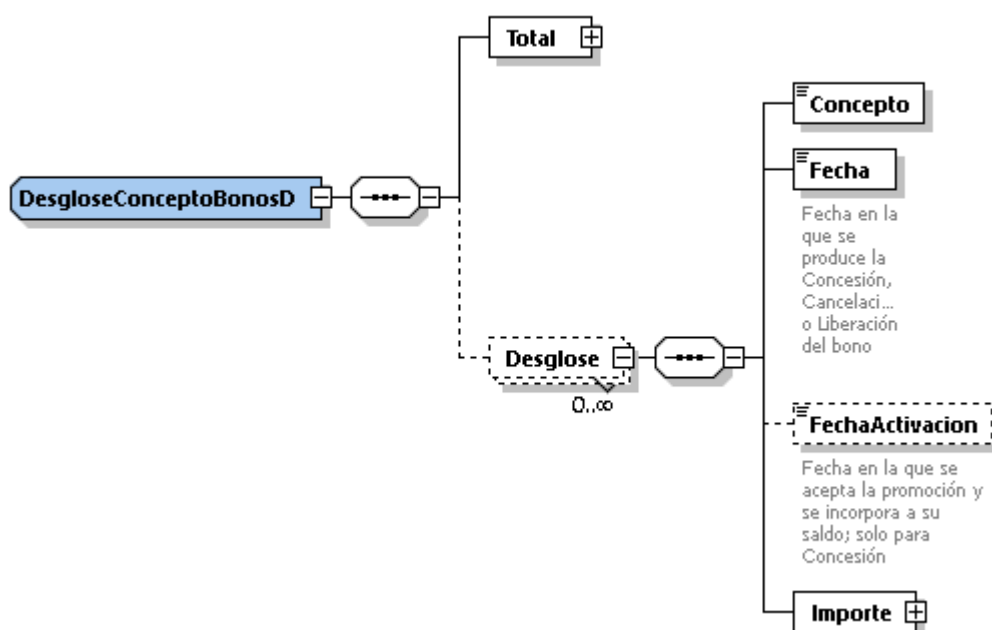 Total
Concepto
Fecha
Fecha en la
que se
produce la
Concesión,
Cancelaci...
o Liberación
del bono
DesgloseConceptoBonosD
Desglose
0..∞
FechaActivacion
Fecha en la que se
acepta la promoción y
se incorpora a su
saldo; solo para
Concesión
Importe